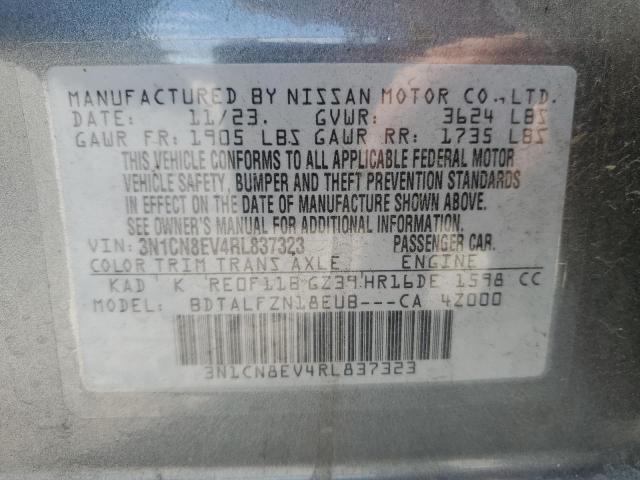 MANUFACTURED BY NISSAN MOTOR CO., LTD.
DATE: 11/23. GVWR: 3624 LBS
GAWR FR: 1905 LBS GAWR RR: 1735 LBS
THIS VEHICLE CONFORMS TO ALL APPLICABLE FEDERAL MOTOR
VEHICLE SAFETY, BUMPER AND THEFT PREVENTION STANDARDS
IN EFFECT ON THE DATE OF MANUFACTURE SHOWN ABOVE.
SEE OWNER'S MANUAL FOR ADDITIONAL INFORMATION.
VIN: 3N1CN8EV4RL837323 PASSENGER CAR.
COLOR TRIM TRANS AXLE ENGINE
KAD K RE0F11B GZ39 HR16DE 1598 CC
MODEL: BDTALFZN18EUB---CA 4Z000
3N1CN8EV4RL837323